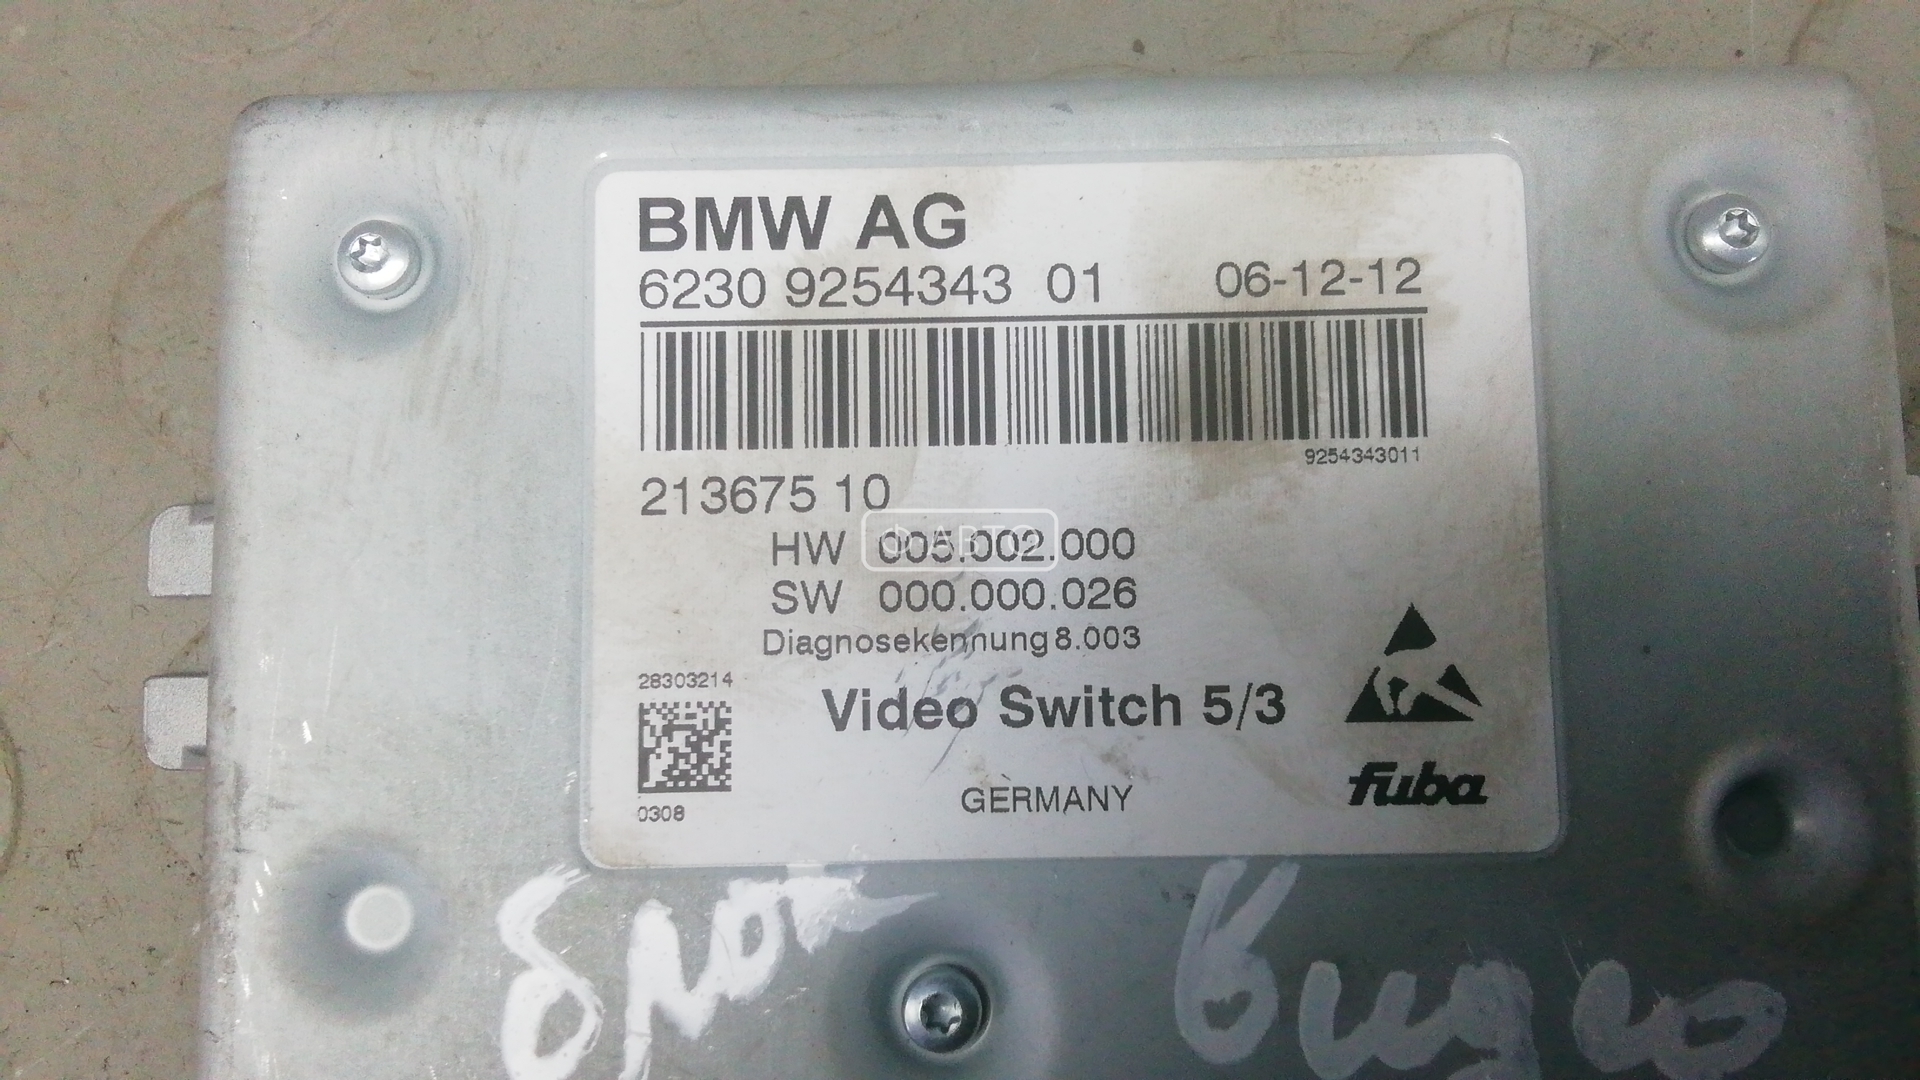 BMW AG
6230 9254343 01 06-12-12
9254343011
213675 10
HW 005.002.000
ФАВТО
SW 000.000.026
Diagnosekennung 8.003
28303214
Video Switch 5/3
0308
GERMANY
fuba
блок видео